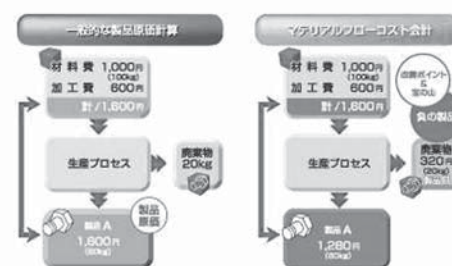 一般的な製品原価計算
材料費 1,000円
(100kg)
加工費 600円
計/1,600円
生産プロセス
廃棄物
20kg
製品A
1,600円
(80kg)
製品
原価
マテリアルフローコスト会計
材料費 1,000円
(100kg)
加工費 600円
計/1,600円
改善ポイント
&
宝の山
負の製品
生産プロセス
廃棄物
320円
(20kg)
製品A
1,280円
(80kg)